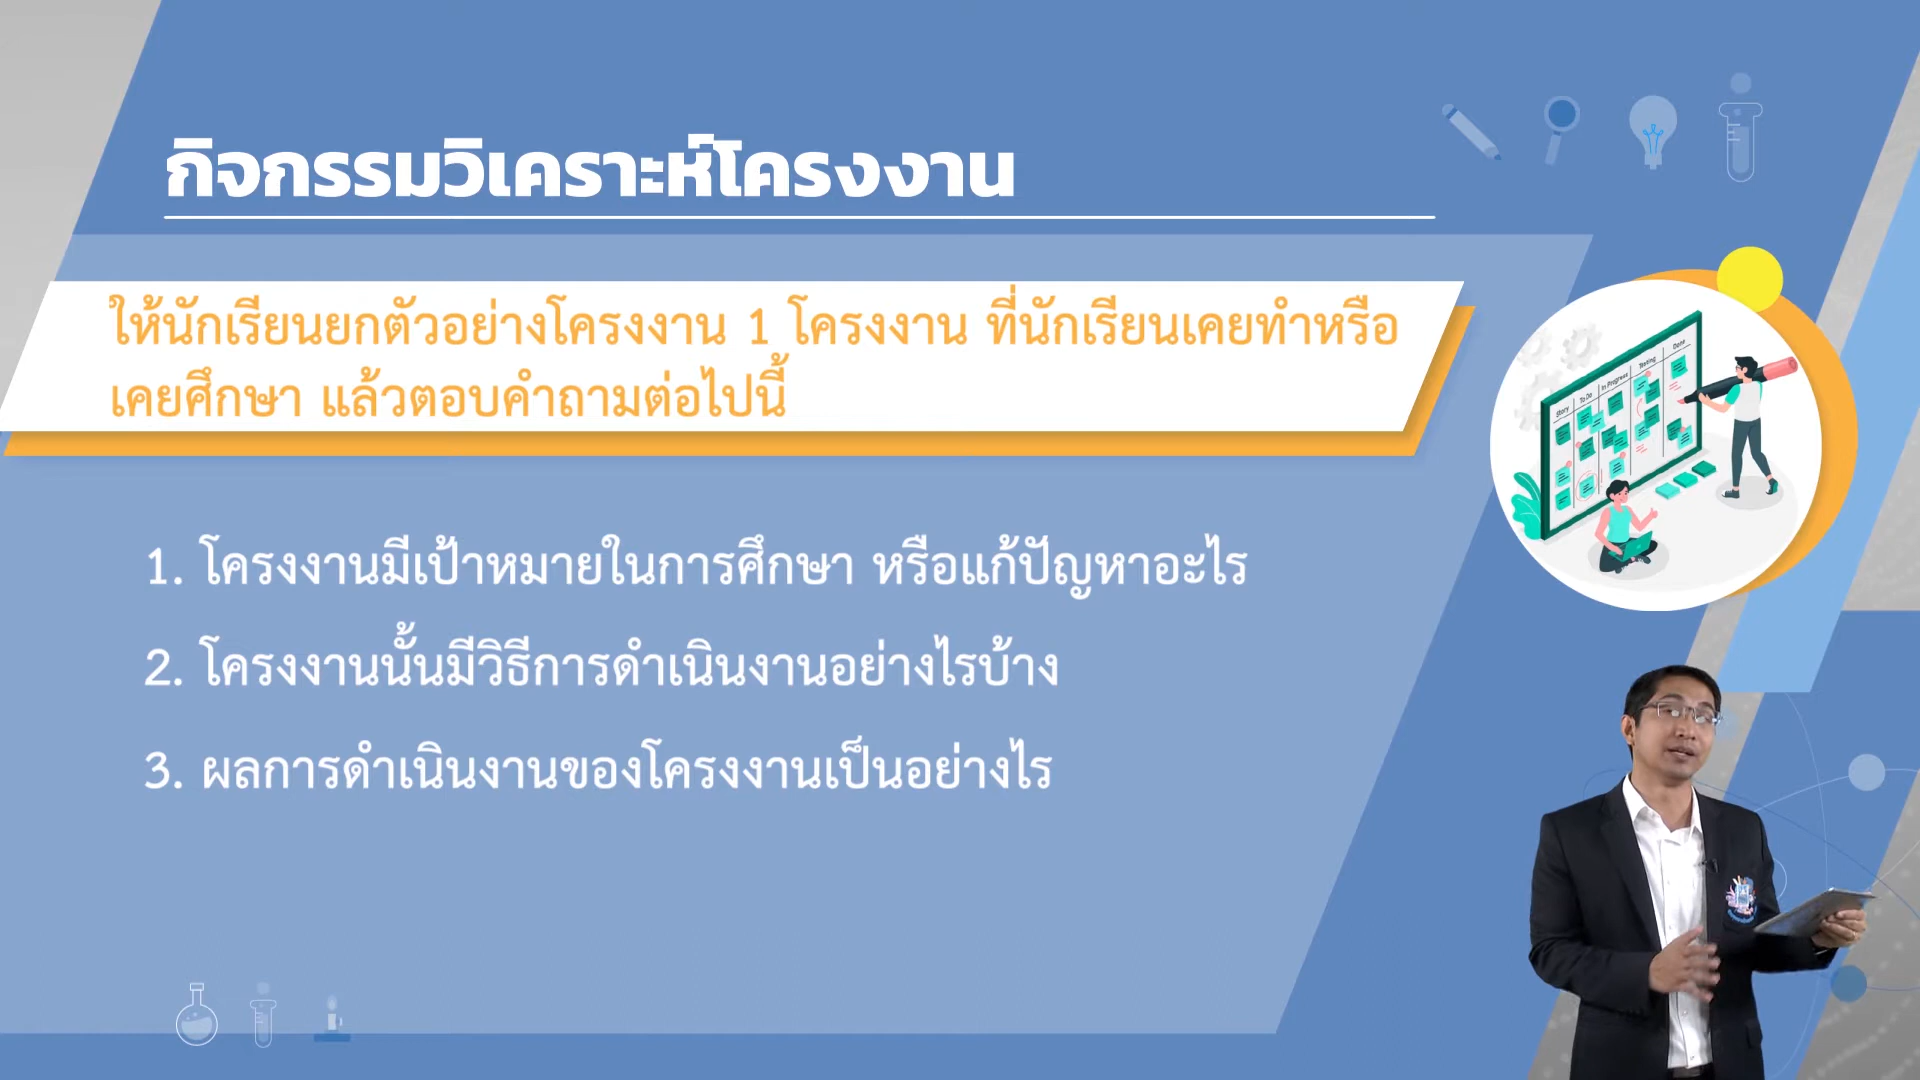 กิจกรรมวิเคราะห์โครงงาน
ให้นักเรียนยกตัวอย่างโครงงาน 1 โครงงาน ที่นักเรียนเคยทำหรือ
เคยศึกษา แล้วตอบคำถามต่อไปนี้
Story
To Do
In Progress
Testing
Done
1. โครงงานมีเป้าหมายในการศึกษา หรือแก้ปัญหาอะไร
2. โครงงานนั้นมีวิธีการดำเนินงานอย่างไรบ้าง
3. ผลการดำเนินงานของโครงงานเป็นอย่างไร